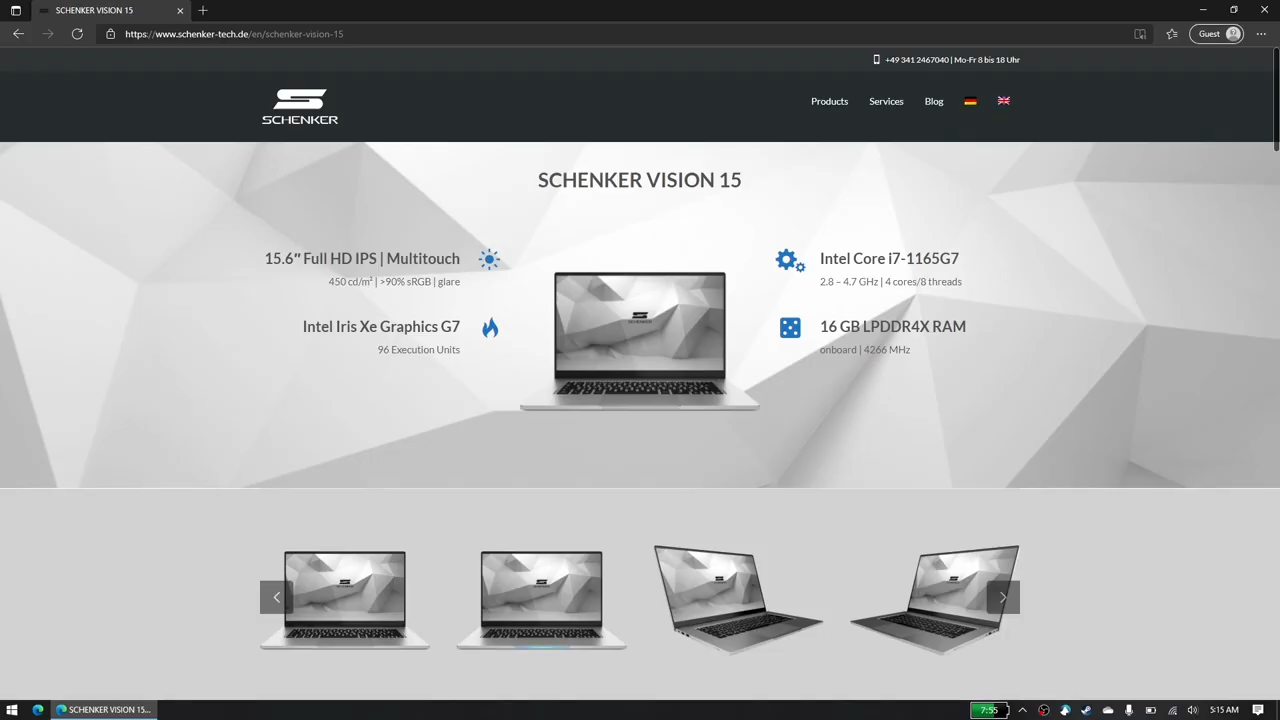 SCHENKER VISION 15
https://www.schenker-tech.de/en/schenker-vision-15
Guest
+49 341 2467040 | Mo-Fr 8 bis 18 Uhr
SCHENKER
Products
Services
Blog
SCHENKER VISION 15
15.6″ Full HD IPS | Multitouch
450 cd/m² | >90% sRGB | glare
Intel Iris Xe Graphics G7
96 Execution Units
Intel Core i7-1165G7
2.8 – 4.7 GHz | 4 cores/8 threads
16 GB LPDDR4X RAM
onboard | 4266 MHz
SCHENKER VISION 15...
7:55
5:15 AM